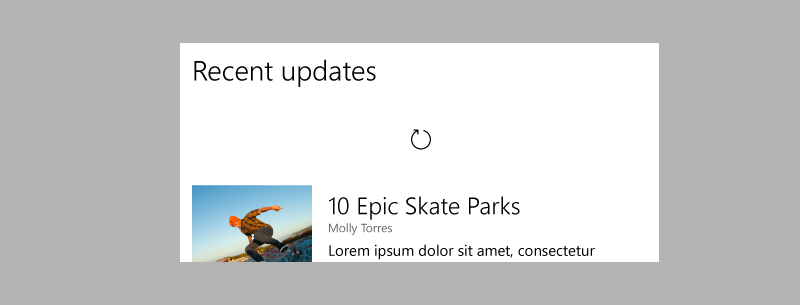 Recent updates
10 Epic Skate Parks
Molly Torres
Lorem ipsum dolor sit amet, consectetur